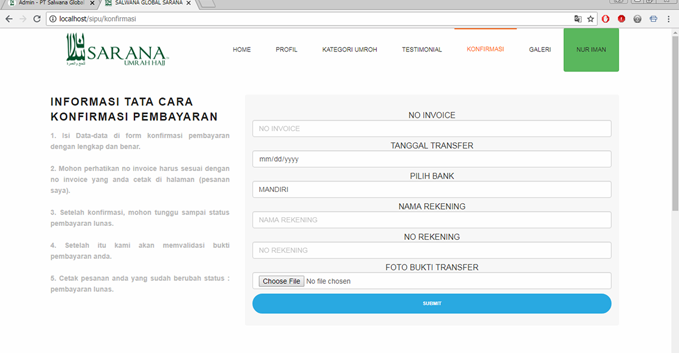 Admin - PT Salwana Global
SALWANA GLOBAL SARANA
localhost/sipu/konfirmasi
SARANA
UMRAH HAJJ
HOME
PROFIL
KATEGORI UMROH
TESTIMONIAL
KONFIRMASI
GALERI
NUR IMAN
INFORMASI TATA CARA
KONFIRMASI PEMBAYARAN
1. Isi Data-data di form konfirmasi pembayaran
dengan lengkap dan benar.
2. Mohon perhatikan no invoice harus sesuai dengan
no invoice yang anda cetak di halaman (pesanan
saya).
3. Setelah konfirmasi, mohon tunggu sampai status
pembayaran lunas.
4. Setelah itu kami akan memvalidasi bukti
pembayaran anda.
5. Cetak pesanan anda yang sudah berubah status :
pembayaran lunas.
NO INVOICE
NO INVOICE
TANGGAL TRANSFER
mm/dd/yyyy
PILIH BANK
MANDIRI
NAMA REKENING
NAMA REKENING
NO REKENING
NO REKENING
FOTO BUKTI TRANSFER
Choose File No file chosen
SUBMIT